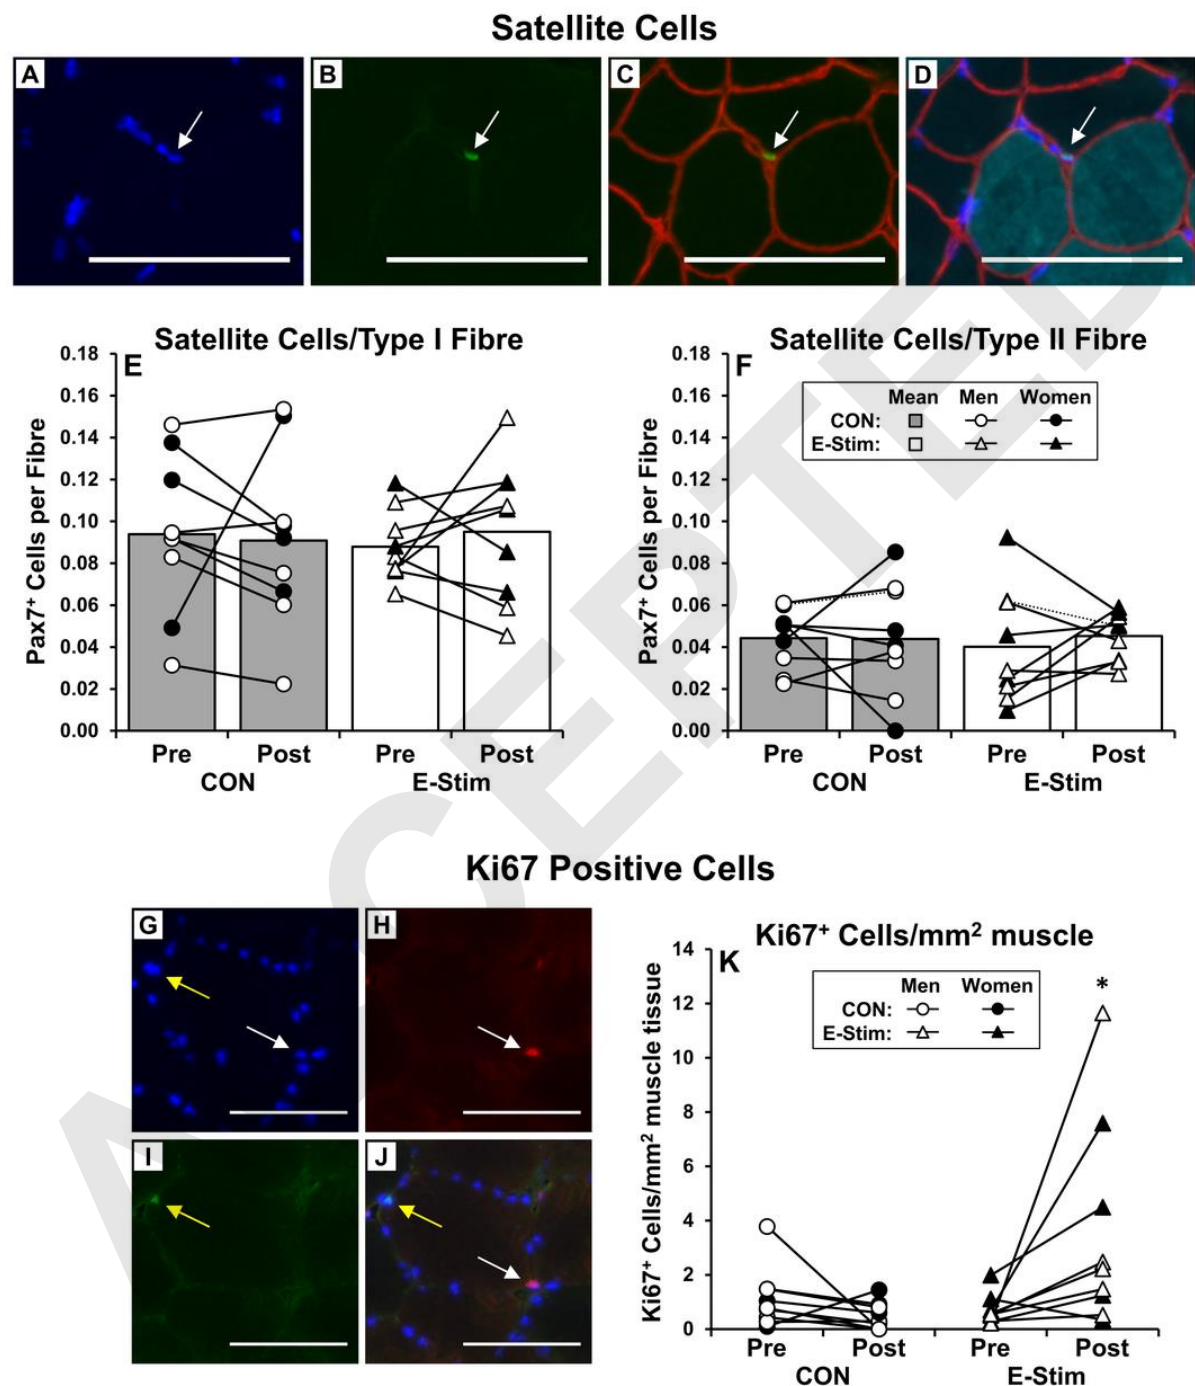 Satellite Cells
A B C D
Satellite Cells/Type I Fibre
E
Pax7⁺ Cells per Fibre
0.18
0.16
0.14
0.12
0.10
0.08
0.06
0.04
0.02
0.00
Pre Post Pre Post
CON E-Stim
Satellite Cells/Type II Fibre
F
Pax7⁺ Cells per Fibre
0.18
0.16
0.14
0.12
0.10
0.08
0.06
0.04
0.02
0.00
Mean Men Women
CON:
E-Stim:
Pre Post Pre Post
CON E-Stim
Ki67 Positive Cells
G H
I J
Ki67⁺ Cells/mm² muscle
K
Ki67⁺ Cells/mm² muscle tissue
14
12
10
8
6
4
2
0
Men Women
CON:
E-Stim:
*
Pre Post Pre Post
CON E-Stim
ACCEPTED